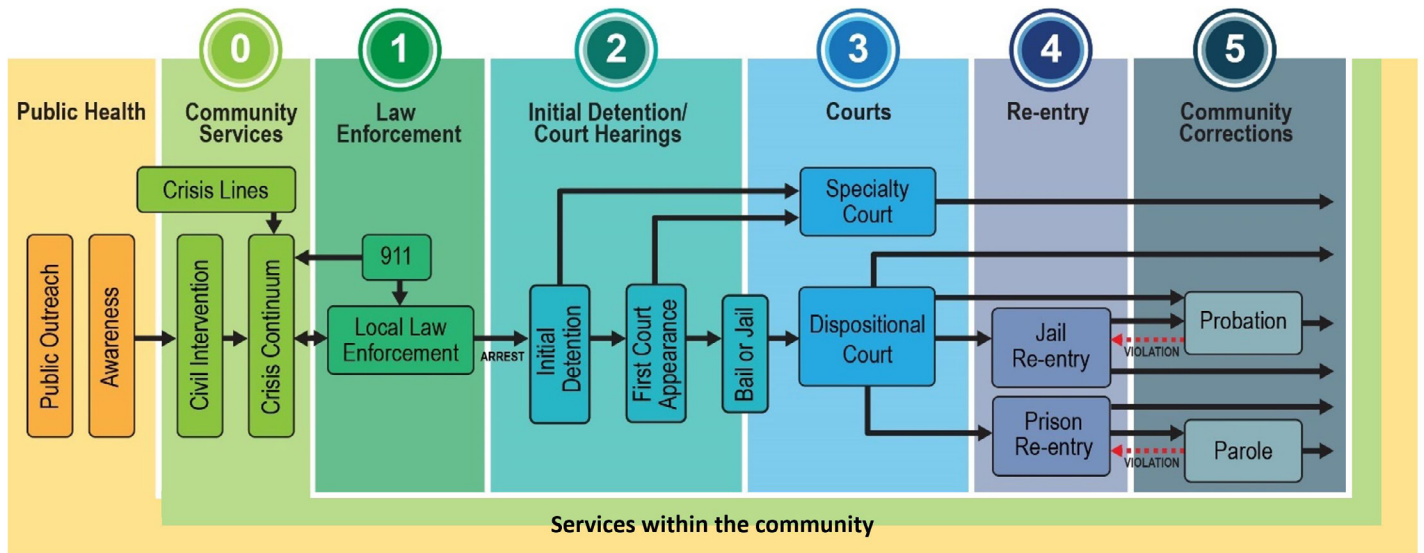 0
1
2
3
4
5
Public Health
Community
Services
Law
Enforcement
Initial Detention/
Court Hearings
Courts
Re-entry
Community
Corrections
Crisis Lines
Public Outreach
Awareness
Civil Intervention
Crisis Continuum
911
Local Law
Enforcement
ARREST
Initial
Detention
First Court
Appearance
Bail or Jail
Specialty
Court
Dispositional
Court
Jail
Re-entry
Prison
Re-entry
VIOLATION
Probation
VIOLATION
Parole
Services within the community